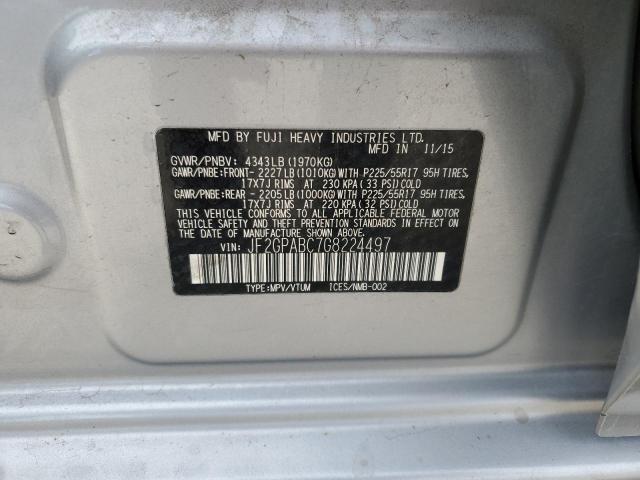 MFD BY FUJI HEAVY INDUSTRIES LTD.
MFD IN 11/15
GVWR/PNBV: 4343LB(1970KG)
GAWR/PNBE:FRONT- 2227LB(1010KG)WITH P225/55R17 95H TIRES,
17X7J RIMS AT 230 KPA(33 PSI)COLD
GAWR/PNBE:REAR - 2205LB(1000KG)WITH P225/55R17 95H TIRES,
17X7J RIMS AT 220 KPA(32 PSI)COLD
THIS VEHICLE CONFORMS TO ALL APPLICABLE FEDERAL MOTOR
VEHICLE SAFETY AND THEFT PREVENTION STANDARDS IN
EFFECT ON THE DATE OF MANUFACTURE SHOWN ABOVE.
VIN: JF2GPABC7G8224497
TYPE:MPV/VTUM ICES/NMB-002